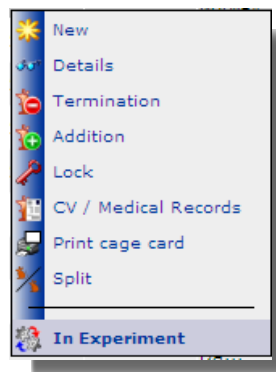 New
Details
Termination
Addition
Lock
CV / Medical Records
Print cage card
Split
In Experiment